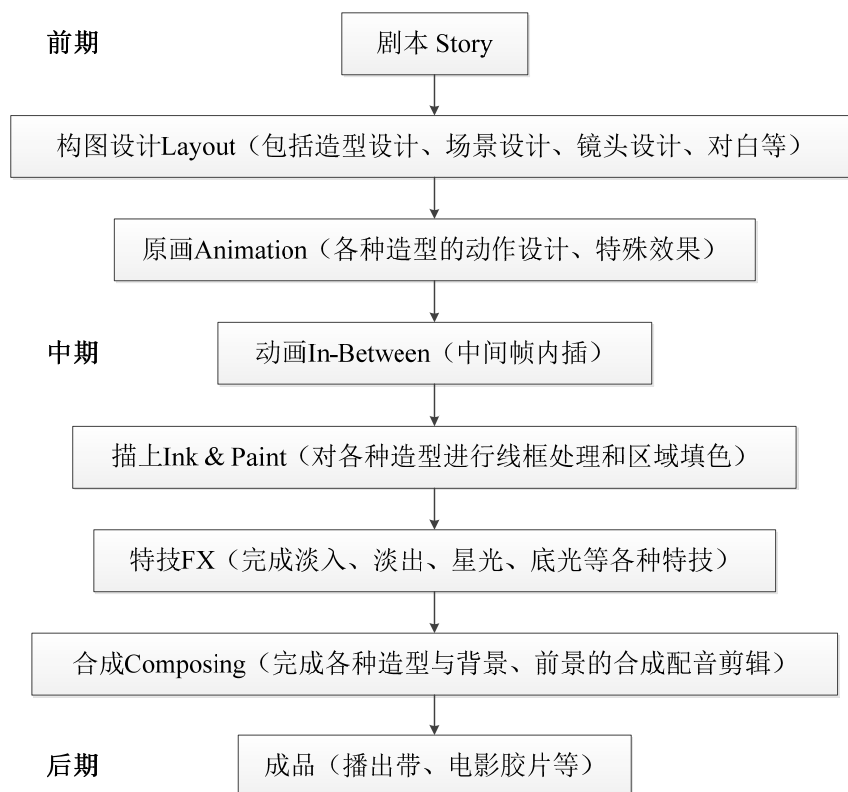 前期
剧本 Story
构图设计Layout（包括造型设计、场景设计、镜头设计、对白等）
原画Animation（各种造型的动作设计、特殊效果）
中期
动画In-Between（中间帧内插）
描上Ink & Paint（对各种造型进行线框处理和区域填色）
特技FX（完成淡入、淡出、星光、底光等各种特技）
合成Composing（完成各种造型与背景、前景的合成配音剪辑）
后期
成品（播出带、电影胶片等）